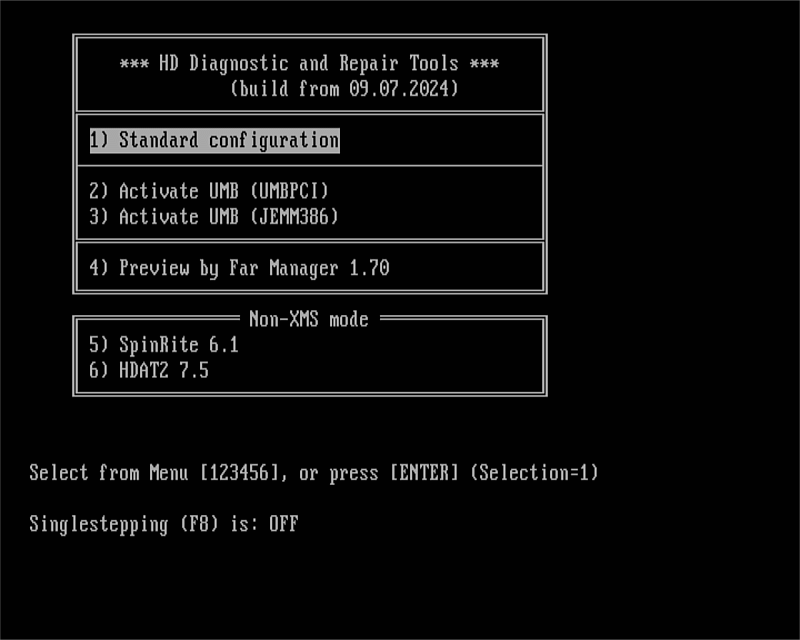 *** HD Diagnostic and Repair Tools ***
(build from 09.07.2024)
1) Standard configuration
2) Activate UMB (UMBPCI)
3) Activate UMB (JEMM386)
4) Preview by Far Manager 1.70
Non-XMS mode
5) SpinRite 6.1
6) HDAT2 7.5
Select from Menu [123456], or press [ENTER] (Selection=1)
Singlestepping (F8) is: OFF